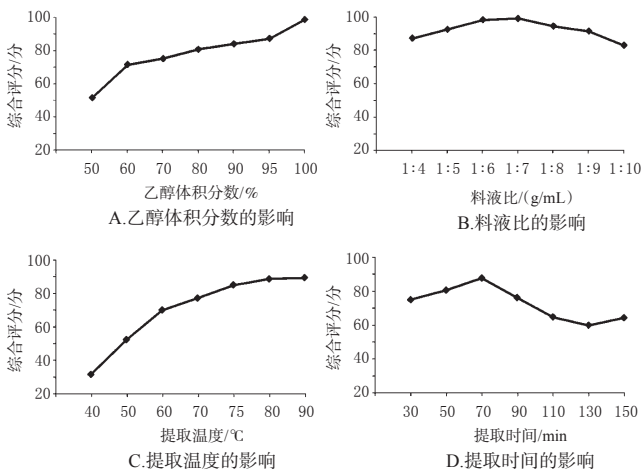 综合评分/分
100
80
60
40
20
50 60 70 80 90 95 100
乙醇体积分数/%
A.乙醇体积分数的影响
综合评分/分
100
80
60
40
20
1∶4 1∶5 1∶6 1∶7 1∶8 1∶9 1∶10
料液比/(g/mL)
B.料液比的影响
综合评分/分
100
80
60
40
20
40 50 60 70 75 80 90
提取温度/℃
C.提取温度的影响
综合评分/分
100
80
60
40
20
30 50 70 90 110 130 150
提取时间/min
D.提取时间的影响